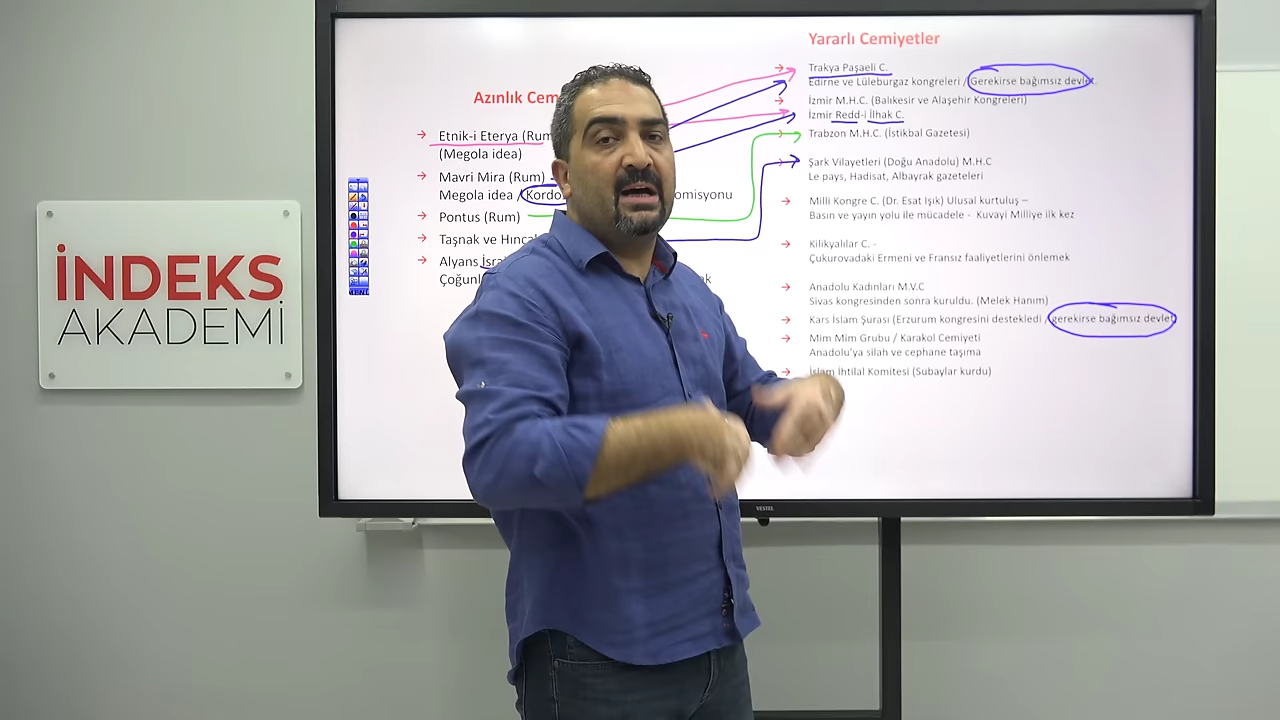 İNDEKS
AKADEMİ
Azınlık Cem
Etnik-i Eterya (Rum
(Megola idea)
Mavri Mira (Rum)
Megola idea / Kordo omisyonu
Pontus (Rum)
Taşnak ve Hınça
Alyans İsra
Çoğunl
Yararlı Cemiyetler
Trakya Paşaeli C.
Edirne ve Lüleburgaz kongreleri / Gerekirse bağımsız devlet.
İzmir M.H.C. (Balıkesir ve Alaşehir Kongreleri)
İzmir Redd-i İlhak C.
Trabzon M.H.C. (İstikbal Gazetesi)
Şark Vilayetleri (Doğu Anadolu) M.H.C
Le pays, Hadisat, Albayrak gazeteleri
Milli Kongre C. (Dr. Esat Işık) Ulusal kurtuluş –
Basın ve yayın yolu ile mücadele - Kuvayi Milliye ilk kez
Kilikyalılar C. -
Çukurovadaki Ermeni ve Fransız faaliyetlerini önlemek
Anadolu Kadınları M.V.C
Sivas kongresinden sonra kuruldu. (Melek Hanım)
Kars İslam Şurası (Erzurum kongresini destekledi / gerekirse bağımsız devlet
Mim Mim Grubu / Karakol Cemiyeti
Anadolu'ya silah ve cephane taşıma
İslam İhtilal Komitesi (Subaylar kurdu)
MENU
VESTEL